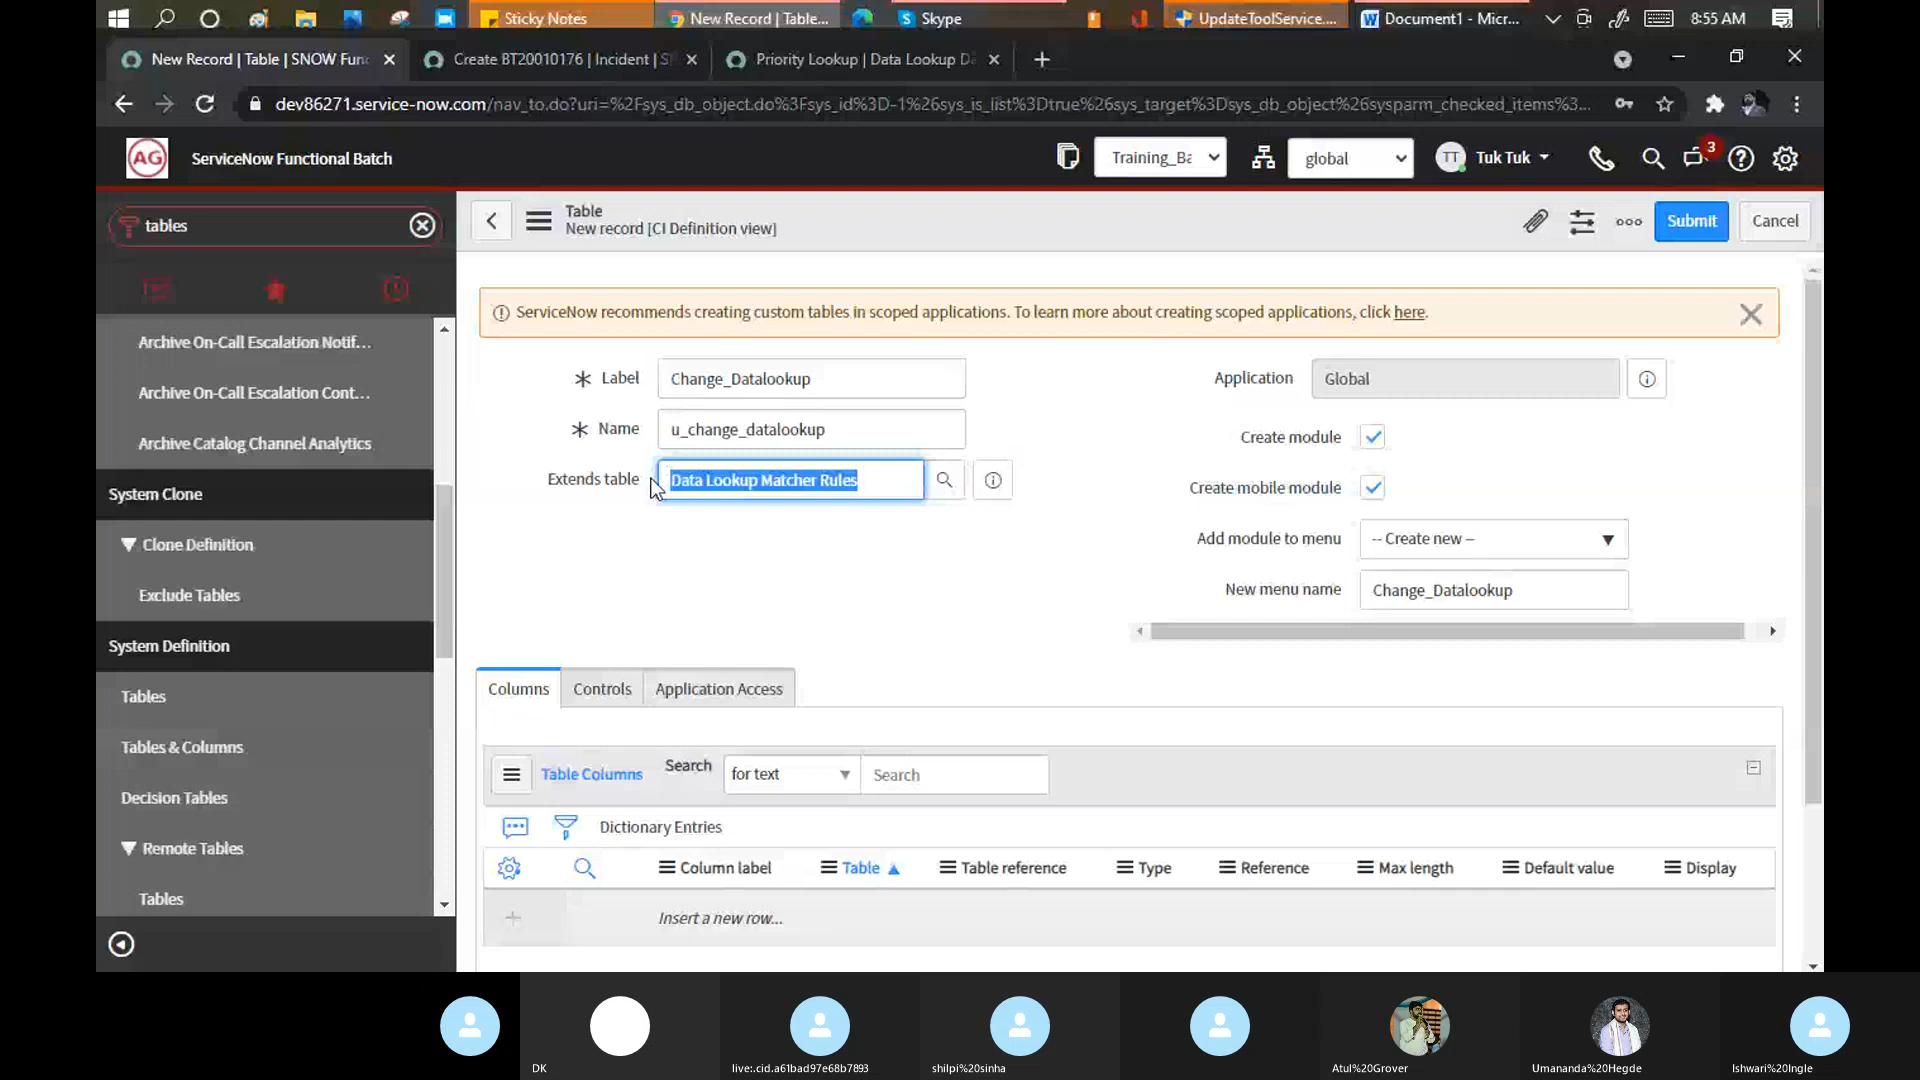 Sticky Notes
New Record | Table...
Skype
UpdateToolService....
Document1 - Micr...
8:55 AM
New Record | Table | SNOW Fun
Create BT20010176 | Incident | S
Priority Lookup | Data Lookup D
dev86271.service-now.com/nav_to.do?uri=%2Fsys_db_object.do%3Fsys_id%3D-1%26sys_is_list%3Dtrue%26sys_target%3Dsys_db_object%26sysparm_checked_items%3...
AG
ServiceNow Functional Batch
Training_Ba
global
TT
Tuk Tuk
3
tables
Table
New record [CI Definition view]
Submit
Cancel
ServiceNow recommends creating custom tables in scoped applications. To learn more about creating scoped applications, click here.
Archive On-Call Escalation Notif...
Archive On-Call Escalation Cont...
Archive Catalog Channel Analytics
System Clone
Clone Definition
Exclude Tables
System Definition
Tables
Tables & Columns
Decision Tables
Remote Tables
Tables
Label
Change_Datalookup
Name
u_change_datalookup
Extends table
Data Lookup Matcher Rules
Application
Global
Create module
Create mobile module
Add module to menu
-- Create new --
New menu name
Change_Datalookup
Columns
Controls
Application Access
Table Columns
Search
for text
Search
Dictionary Entries
Column label
Table
Table reference
Type
Reference
Max length
Default value
Display
Insert a new row...
DK
live:.cid.a61bad97e68b7893
shilpi%20sinha
Atul%20Grover
Umananda%20Hegde
Ishwari%20Ingle